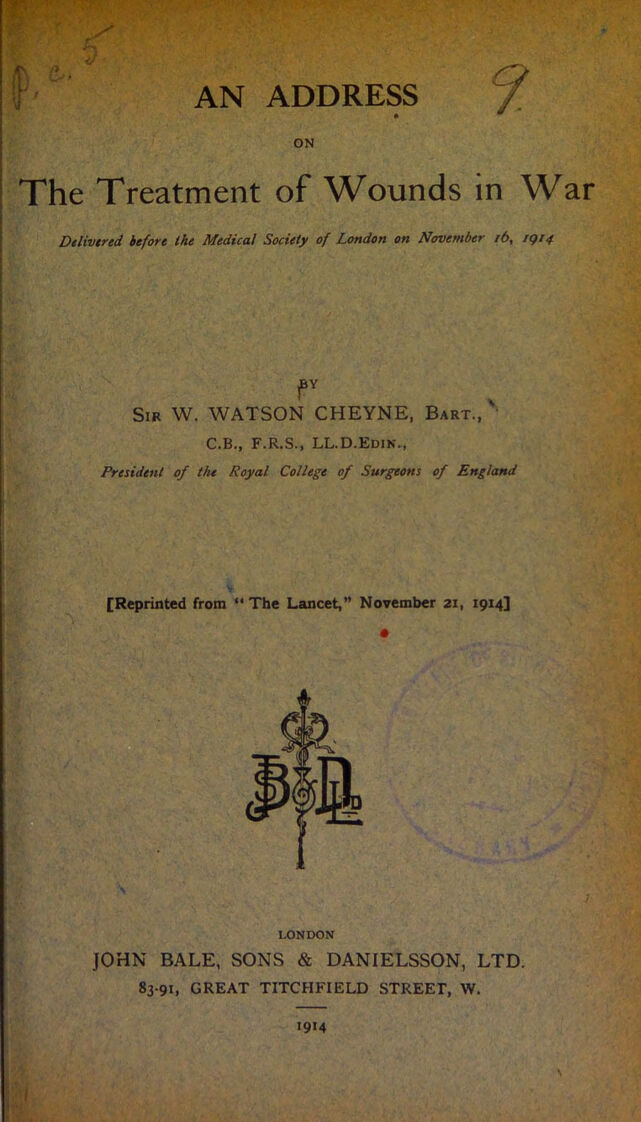 P. c. 5
9.
AN ADDRESS
ON
The Treatment of Wounds in War
Delivered before the Medical Society of London on November 16, 1914
BY
SIR W. WATSON CHEYNE, BART.,
C.B., F.R.S., LL.D.EDIN.,
President of the Royal College of Surgeons of England
[Reprinted from “The Lancet,” November 21, 1914]
LONDON
JOHN BALE, SONS & DANIELSSON, LTD.
83-91, GREAT TITCHFIELD STREET, W.
1914